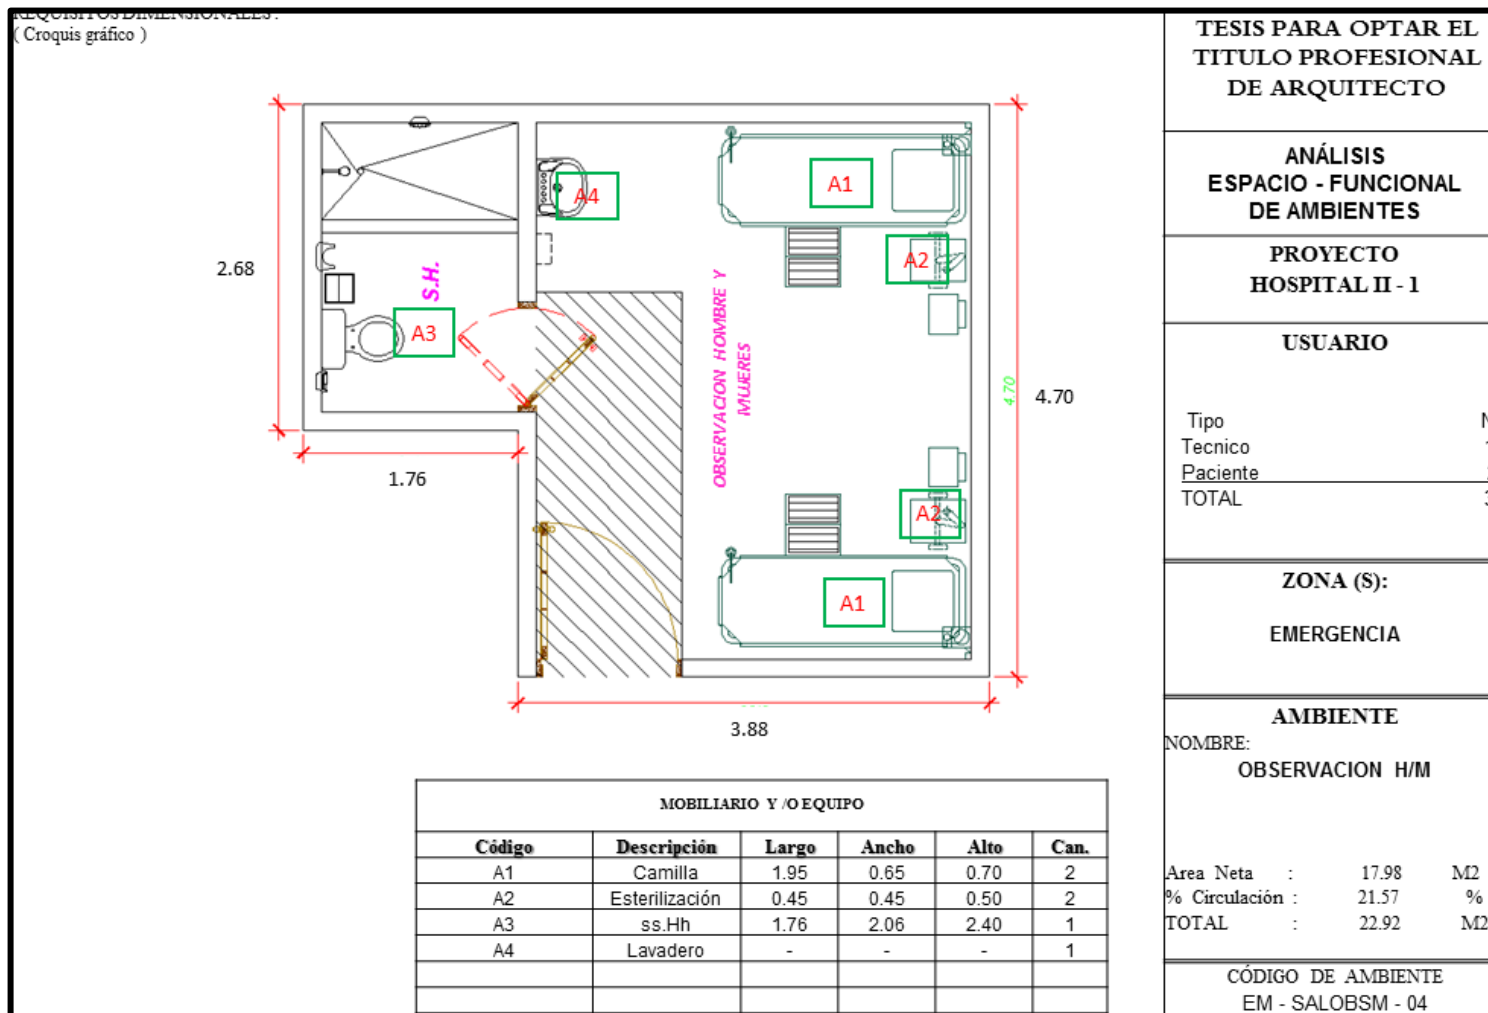 REQUISITOS DIMENSIONALES :
( Croquis gráfico )
2.68
1.76
S.H.
A3
A4
A1
A2
OBSERVACION HOMBRE Y
MUJERES
4.70
4.70
A2
A1
3.88
MOBILIARIO Y /O EQUIPO
Código Descripción Largo Ancho Alto Can.
A1 Camilla 1.95 0.65 0.70 2
A2 Esterilización 0.45 0.45 0.50 2
A3 ss.Hh 1.76 2.06 2.40 1
A4 Lavadero - - - 1
TESIS PARA OPTAR EL
TITULO PROFESIONAL
DE ARQUITECTO
ANÁLISIS
ESPACIO - FUNCIONAL
DE AMBIENTES
PROYECTO
HOSPITAL II - 1
USUARIO
Tipo
Tecnico
Paciente
TOTAL
ZONA (S):
EMERGENCIA
AMBIENTE
NOMBRE:
OBSERVACION H/M
Area Neta : 17.98 M2
% Circulación : 21.57 %
TOTAL : 22.92 M2
CÓDIGO DE AMBIENTE
EM - SALOBSM - 04